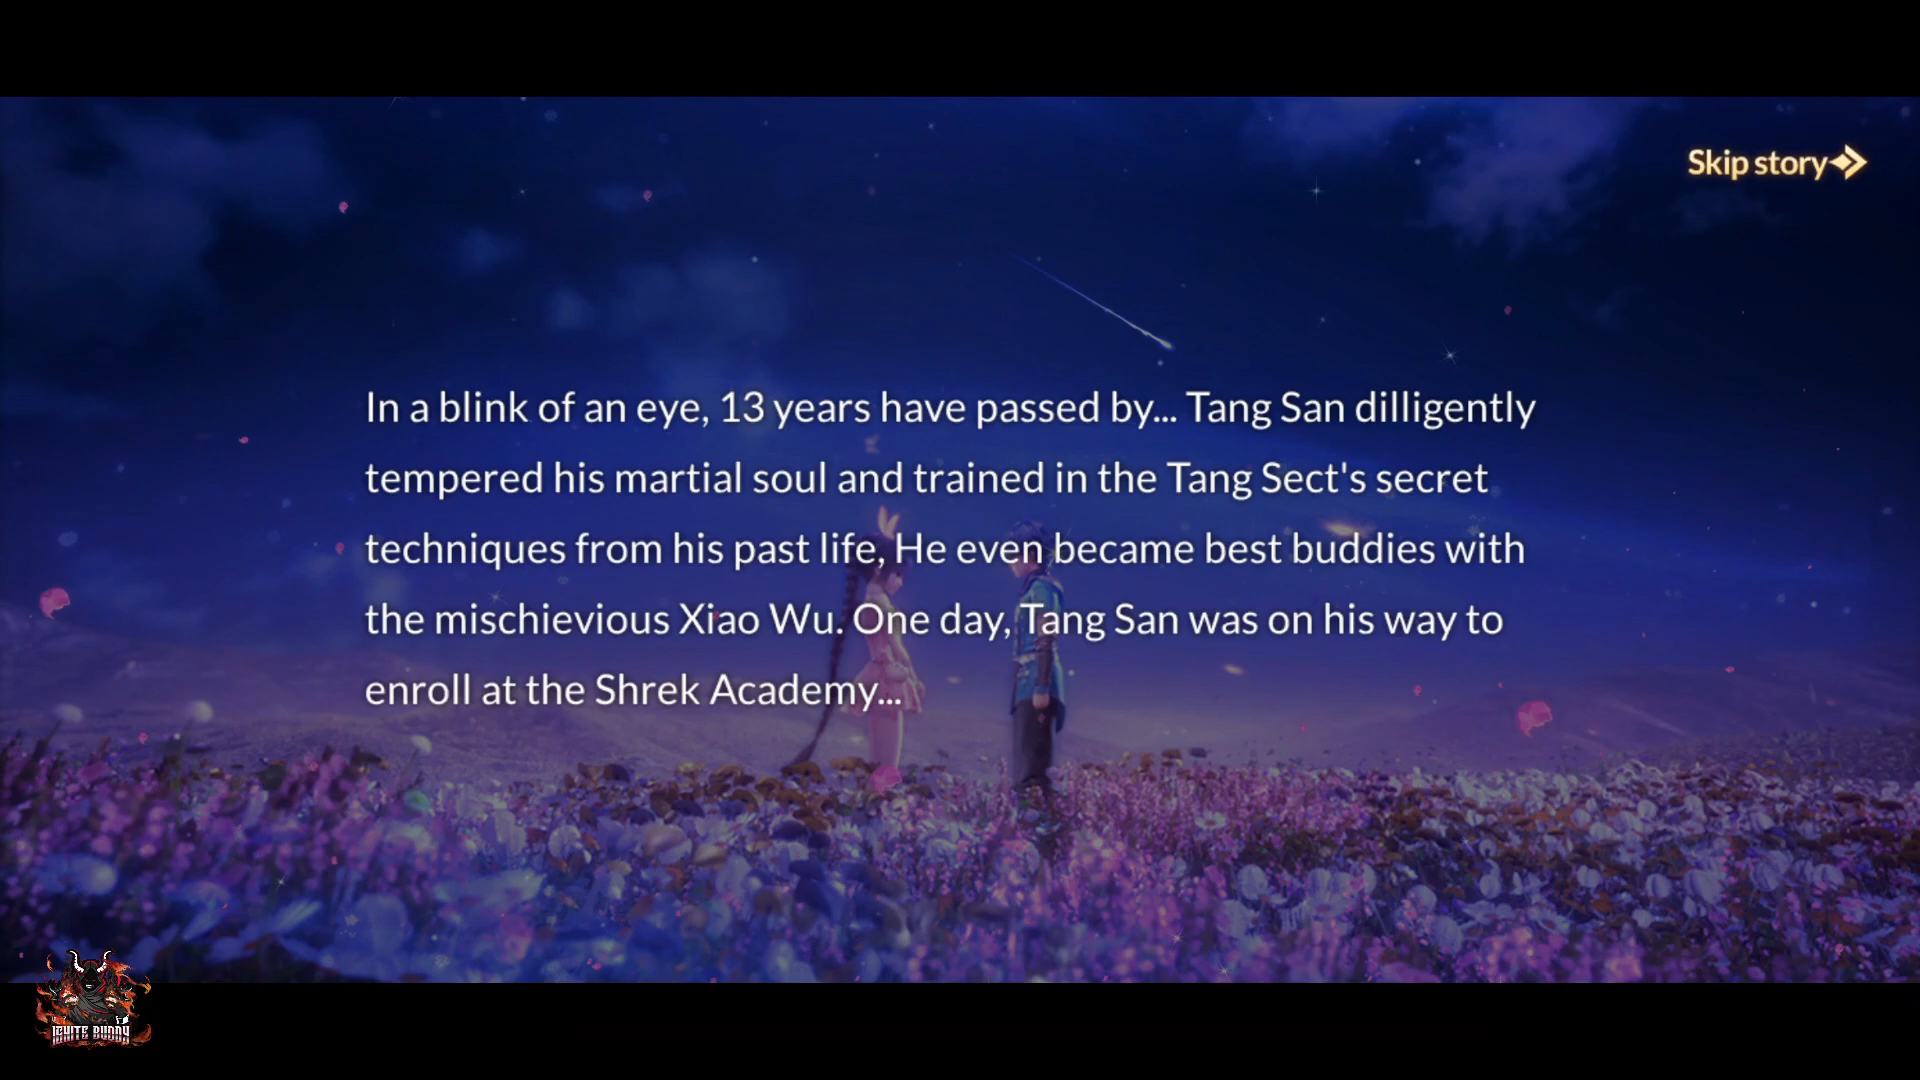 Skip story
In a blink of an eye, 13 years have passed by... Tang San dilligently
tempered his martial soul and trained in the Tang Sect's secret
techniques from his past life, He even became best buddies with
the mischievious Xiao Wu. One day, Tang San was on his way to
enroll at the Shrek Academy...
IGNITE BUDDY